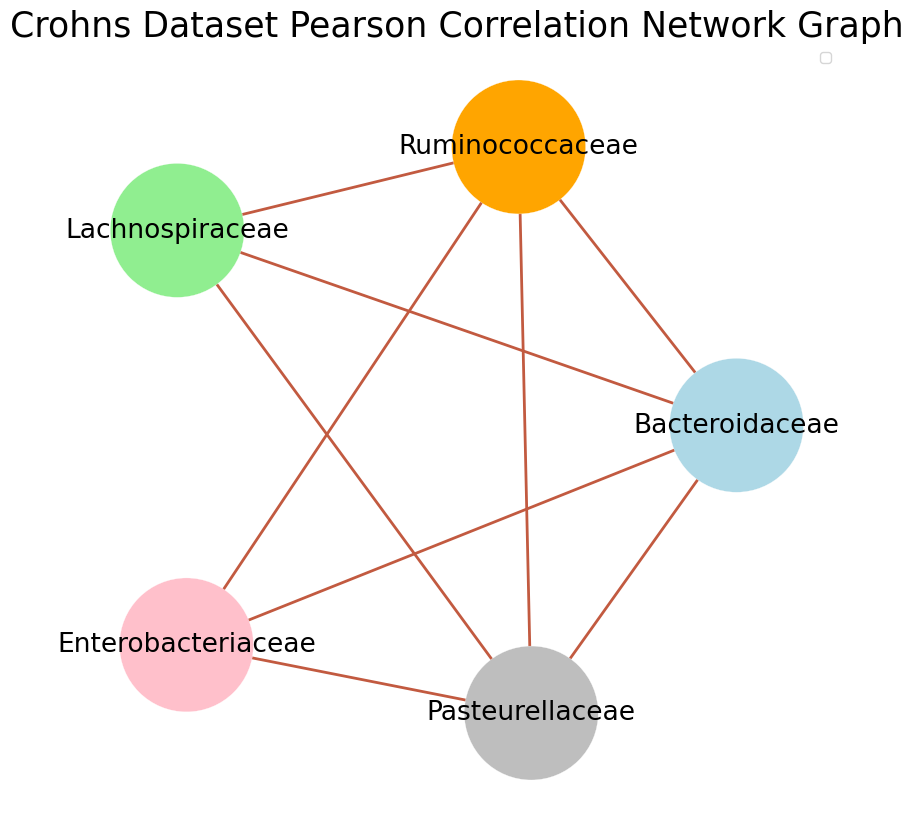 Crohns Dataset Pearson Correlation Network Graph
Ruminococcaceae
Lachnospiraceae
Bacteroidaceae
Enterobacteriaceae
Pasteurellaceae